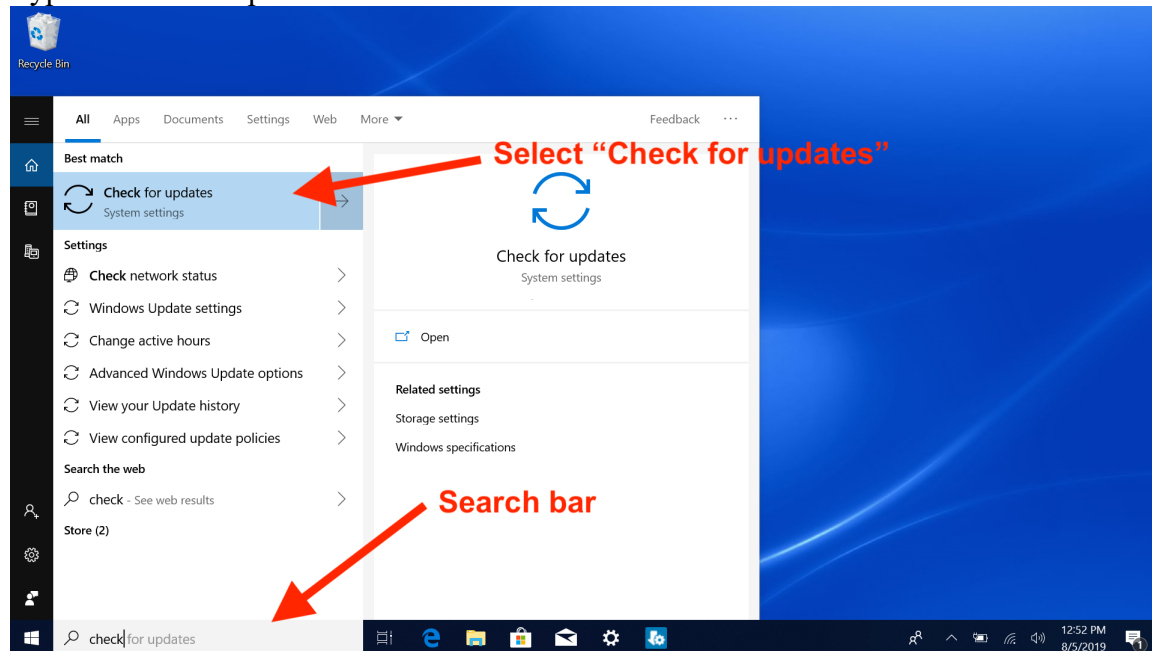 Recycle Bin
All Apps Documents Settings Web More Feedback ...
Select “Check for updates”
Best match
Check for updates
System settings
Check for updates
System settings
Settings
Check network status
Windows Update settings
Change active hours
Advanced Windows Update options
View your Update history
View configured update policies
Open
Related settings
Storage settings
Windows specifications
Search the web
check - See web results
Store (2)
Search bar
check for updates
12:52 PM
8/5/2019
1